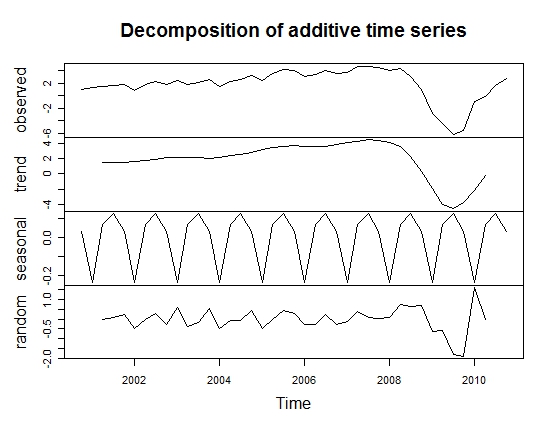 Decomposition of additive time series
observed
2
-2
-6
trend
4
2
0
-4
seasonal
0.0
-0.2
random
1.0
-0.5
-2.0
2002
2004
2006
2008
2010
Time